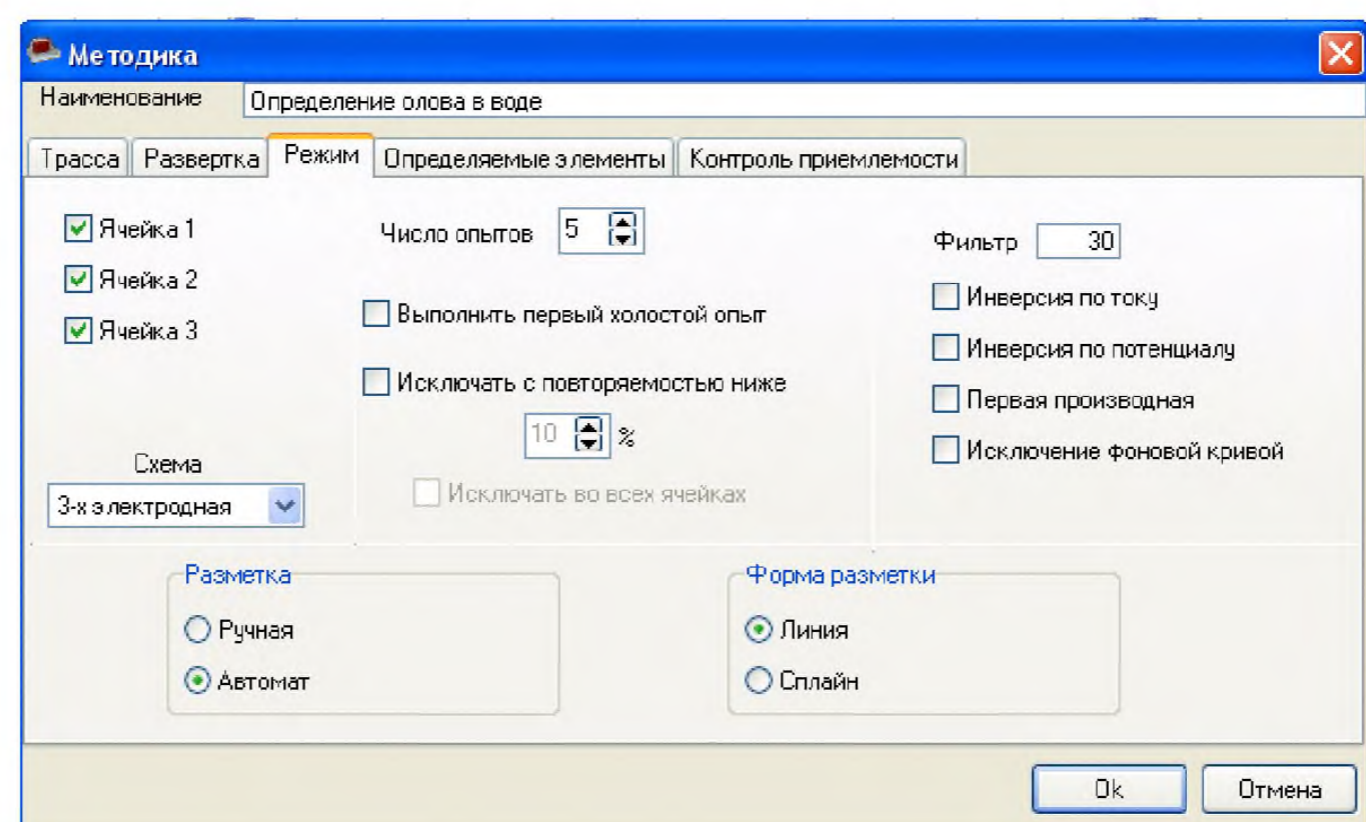 Методика
Наименование Определение олова в воде
Трасса Развертка Режим Определяемые элементы Контроль приемлемости
Ячейка 1
Ячейка 2
Ячейка 3
Схема
3-х электродная
Число опытов 5
Выполнить первый холостой опыт
Исключать с повторяемостью ниже
10 %
Исключать во всех ячейках
Фильтр 30
Инверсия по току
Инверсия по потенциалу
Первая производная
Исключение фоновой кривой
Разметка
Ручная
Автомат
Форма разметки
Линия
Сплайн
Ok Отмена